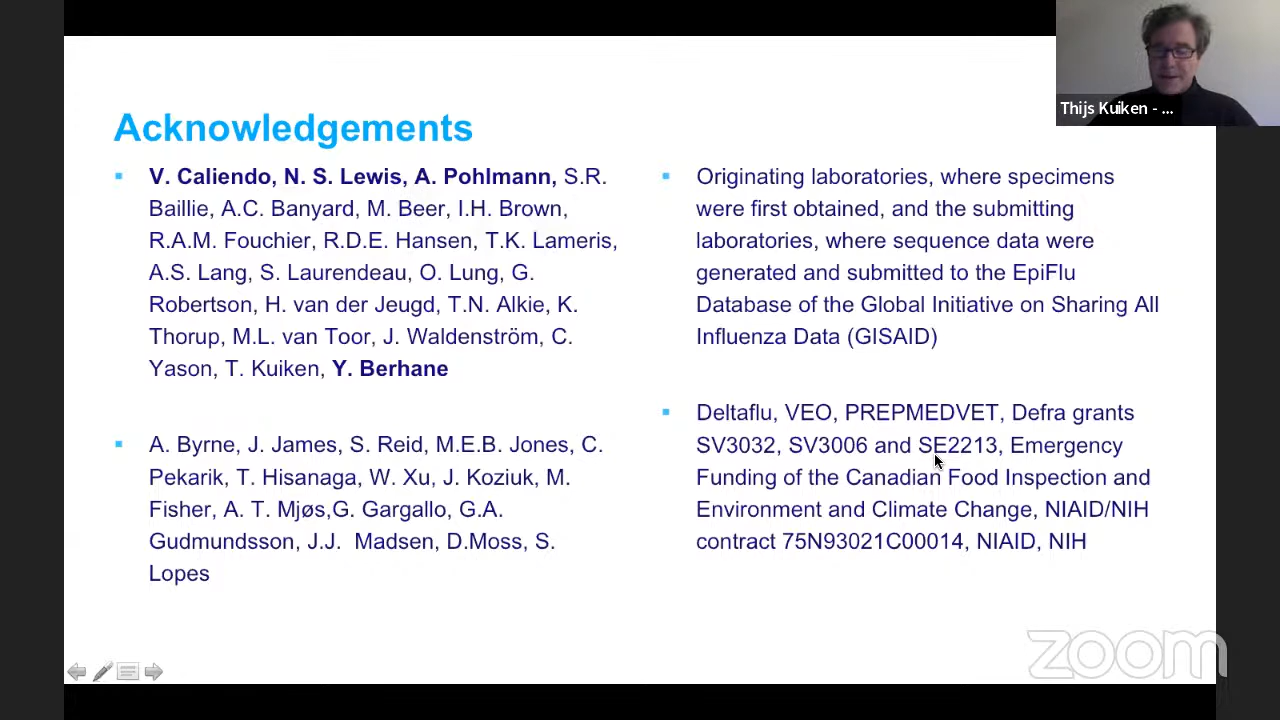 Thijs Kuiken - ...
Acknowledgements
▪ V. Caliendo, N. S. Lewis, A. Pohlmann, S.R.
Baillie, A.C. Banyard, M. Beer, I.H. Brown,
R.A.M. Fouchier, R.D.E. Hansen, T.K. Lameris,
A.S. Lang, S. Laurendeau, O. Lung, G.
Robertson, H. van der Jeugd, T.N. Alkie, K.
Thorup, M.L. van Toor, J. Waldenström, C.
Yason, T. Kuiken, Y. Berhane
▪ A. Byrne, J. James, S. Reid, M.E.B. Jones, C.
Pekarik, T. Hisanaga, W. Xu, J. Koziuk, M.
Fisher, A. T. Mjøs,G. Gargallo, G.A.
Gudmundsson, J.J. Madsen, D.Moss, S.
Lopes
▪ Originating laboratories, where specimens
were first obtained, and the submitting
laboratories, where sequence data were
generated and submitted to the EpiFlu
Database of the Global Initiative on Sharing All
Influenza Data (GISAID)
▪ Deltaflu, VEO, PREPMEDVET, Defra grants
SV3032, SV3006 and SE2213, Emergency
Funding of the Canadian Food Inspection and
Environment and Climate Change, NIAID/NIH
contract 75N93021C00014, NIAID, NIH
zoom